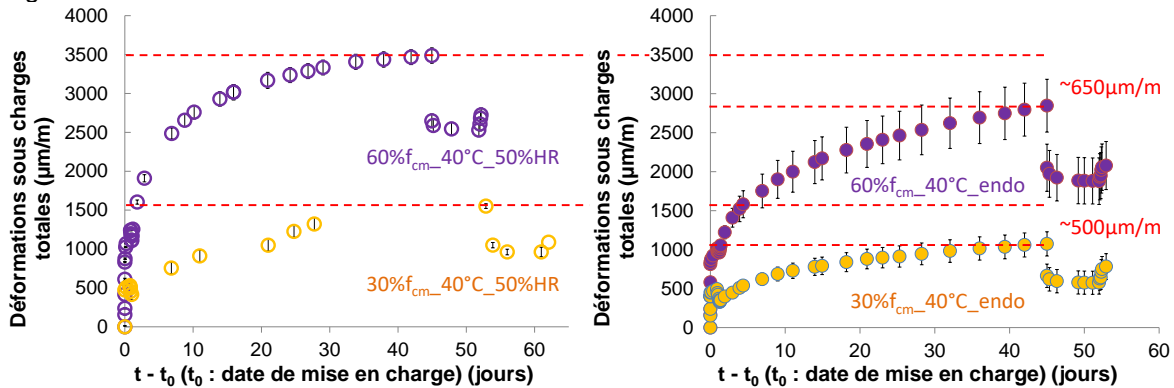 Déformations sous charges
totales (µm/m)
4000
3500
3000
2500
2000
1500
1000
500
0
60%fcm_40°C_50%HR
30%fcm_40°C_50%HR
0
10
20
30
40
50
60
t - t0 (t0 : date de mise en charge) (jours)
Déformations sous charges
totales (µm/m)
4000
3500
3000
2500
2000
1500
1000
500
0
~650µm/m
60%fcm_40°C_endo
~500µm/m
30%fcm_40°C_endo
0
10
20
30
40
50
60
t - t0 (t0 : date de mise en charge) (jours)